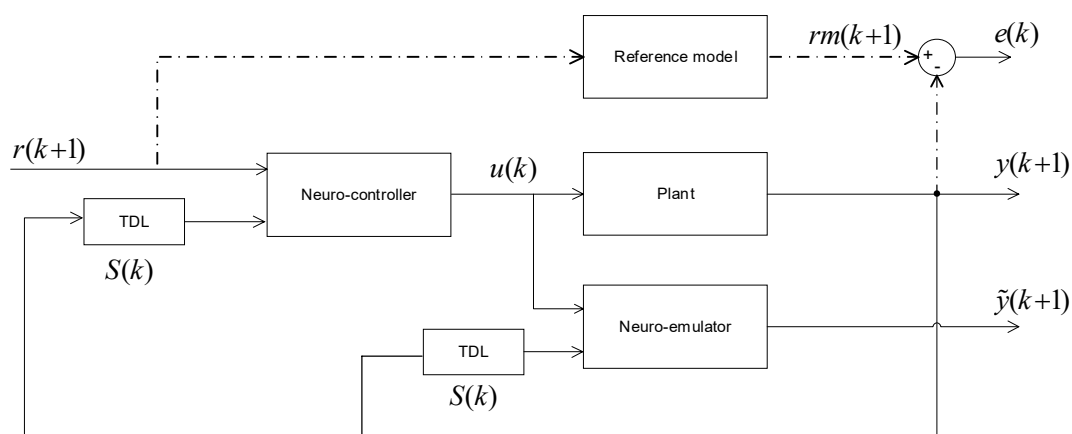 rm(k+1)
e(k)
Reference model
+
-
r(k+1)
u(k)
y(k+1)
Neuro-controller
Plant
TDL
S(k)
ỹ(k+1)
Neuro-emulator
TDL
S(k)